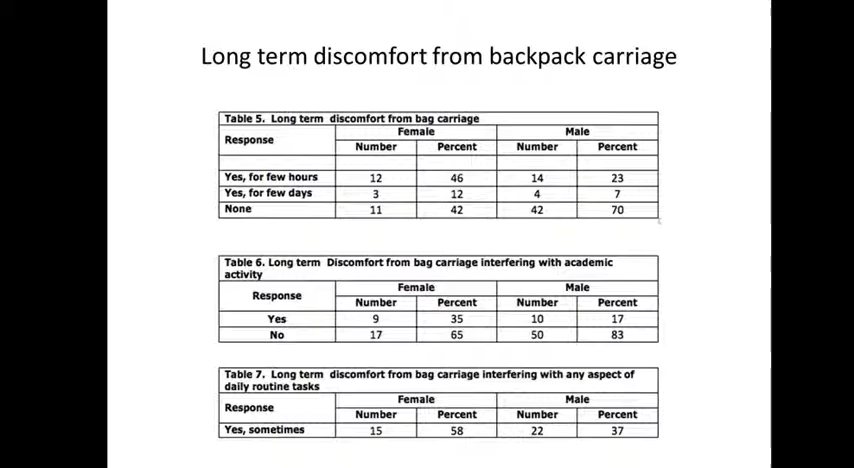 Long term discomfort from backpack carriage
Table 5. Long term discomfort from bag carriage
Response Female Male
Number Percent Number Percent
Yes, for few hours 12 46 14 23
Yes, for few days 3 12 4 7
None 11 42 42 70
Table 6. Long term Discomfort from bag carriage interfering with academic
activity
Response Female Male
Number Percent Number Percent
Yes 9 35 10 17
No 17 65 50 83
Table 7. Long term discomfort from bag carriage interfering with any aspect of
daily routine tasks
Response Female Male
Number Percent Number Percent
Yes, sometimes 15 58 22 37